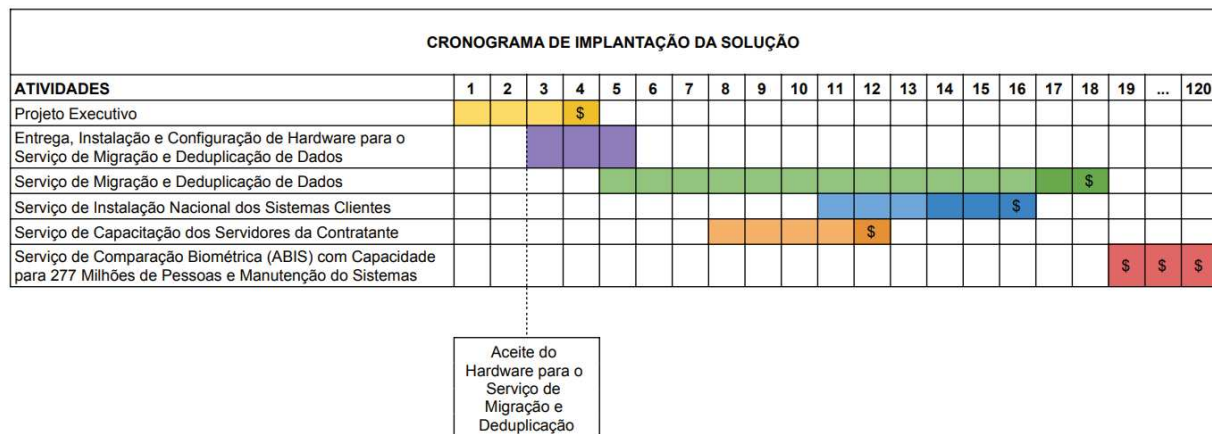 CRONOGRAMA DE IMPLANTAÇÃO DA SOLUÇÃO
ATIVIDADES 1 2 3 4 5 6 7 8 9 10 11 12 13 14 15 16 17 18 19 ... 120
Projeto Executivo $
Entrega, Instalação e Configuração de Hardware para o
Serviço de Migração e Deduplicação de Dados
Serviço de Migração e Deduplicação de Dados $
Serviço de Instalação Nacional dos Sistemas Clientes $
Serviço de Capacitação dos Servidores da Contratante $
Serviço de Comparação Biométrica (ABIS) com Capacidade
para 277 Milhões de Pessoas e Manutenção do Sistemas $ $ $
Aceite do
Hardware para o
Serviço de
Migração e
Deduplicação